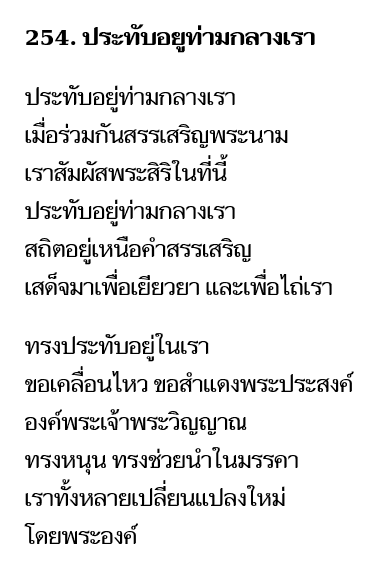 254. ประทับอยู่ท่ามกลางเรา
ประทับอยู่ท่ามกลางเรา
เมื่อร่วมกันสรรเสริญพระนาม
เราสัมผัสพระสิริในที่นี้
ประทับอยู่ท่ามกลางเรา
สถิตอยู่เหนือคำสรรเสริญ
เสด็จมาเพื่อเยียวยา และเพื่อไถ่เรา
ทรงประทับอยู่ในเรา
ขอเคลื่อนไหว ขอสำแดงพระประสงค์
องค์พระเจ้าพระวิญญาณ
ทรงหนุน ทรงช่วยนำในมรรคา
เราทั้งหลายเปลี่ยนแปลงใหม่
โดยพระองค์